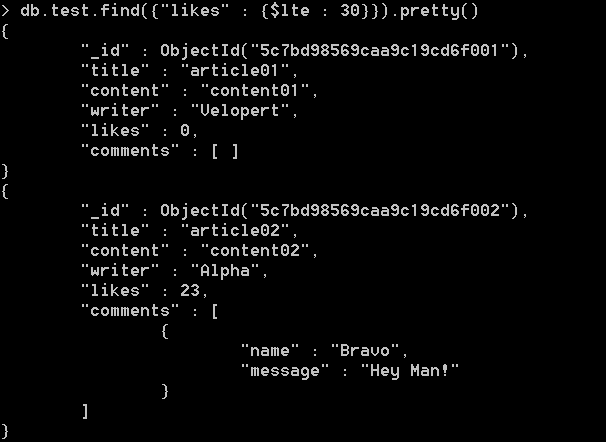 > db.test.find({"likes" : {$lte : 30}}).pretty()
{
        "_id" : ObjectId("5c7bd98569caa9c19cd6f001"),
        "title" : "article01",
        "content" : "content01",
        "writer" : "Velopert",
        "likes" : 0,
        "comments" : [ ]
}
{
        "_id" : ObjectId("5c7bd98569caa9c19cd6f002"),
        "title" : "article02",
        "content" : "content02",
        "writer" : "Alpha",
        "likes" : 23,
        "comments" : [
                {
                        "name" : "Bravo",
                        "message" : "Hey Man!"
                }
        ]
}